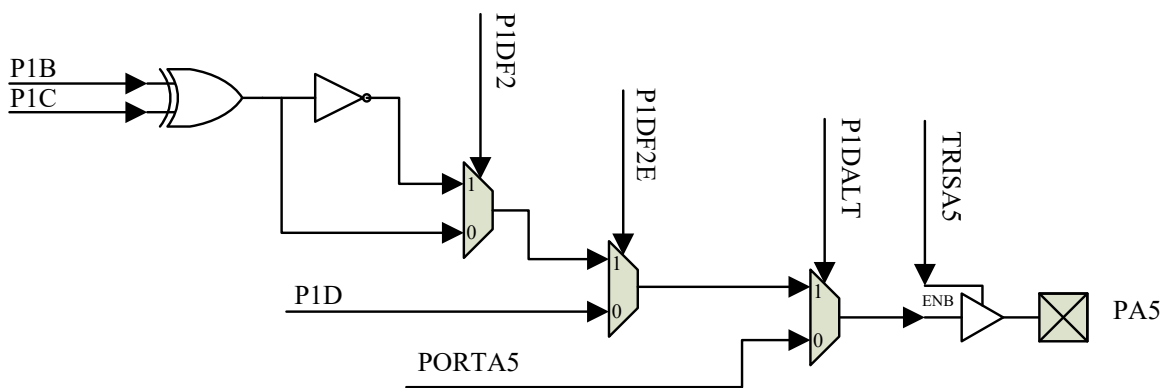 P1B
P1C
P1DF2
1
0
P1DF2E
1
0
P1D
P1DALT
1
0
PORTA5
TRISA5
ENB
PA5